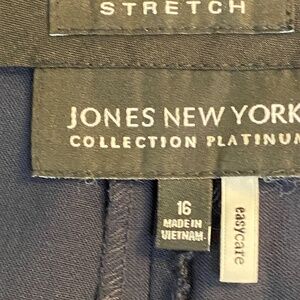 STRETCH
JONES NEW YORK
COLLECTION PLATINUM
16
MADE IN
VIETNAM
easycare